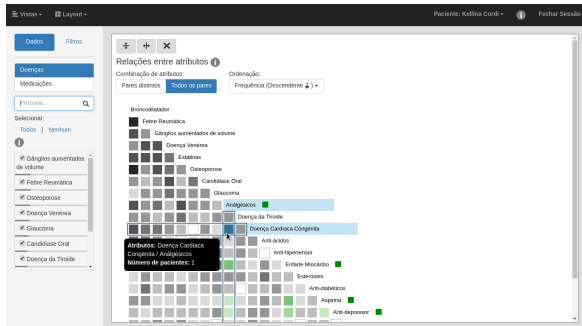 Vistas
Layout
Paciente: Kellina Cordi
Fechar Sessão
Dados
Filtros
Doenças
Medicações
Procurar...
Selecionar:
Todos | Nenhum
Gânglios aumentados
de volume
Febre Reumática
Osteoporose
Doença Venérea
Glaucoma
Candidiase Oral
Doença da Tiroide
Relações entre atributos
Combinação de atributos:
Ordenação:
Pares distintos
Todos os pares
Frequência (Descendente ↓)
Broncodilatador
Febre Reumática
Gânglios aumentados de volume
Doença Venérea
Estatinas
Osteoporose
Candidiase Oral
Glaucoma
Analgésicos
Doença da Tiroide
Doença Cardíaca Congénita
Anti-ácidos
Anti-hipertensor
Enfarte Miocárdio
Esteróides
Anti-diabéticos
Aspirina
Anti-depressor
Atributos: Doença Cardíaca
Congénita / Analgésicos
Número de pacientes: 1